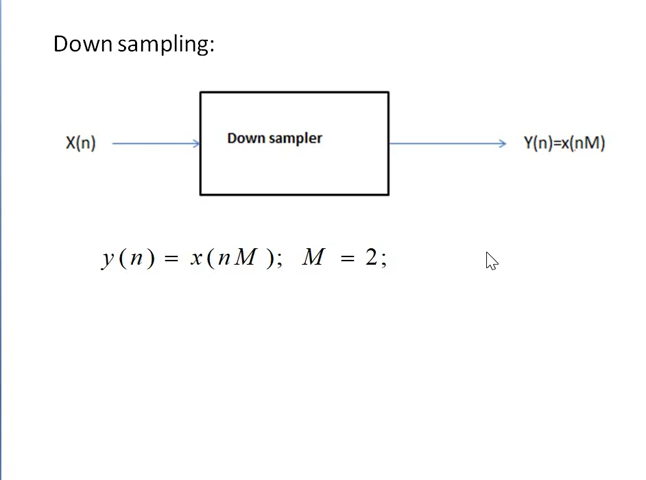 Down sampling:
X(n) Down sampler Y(n)=x(nM)
y(n) = x(nM); M = 2;